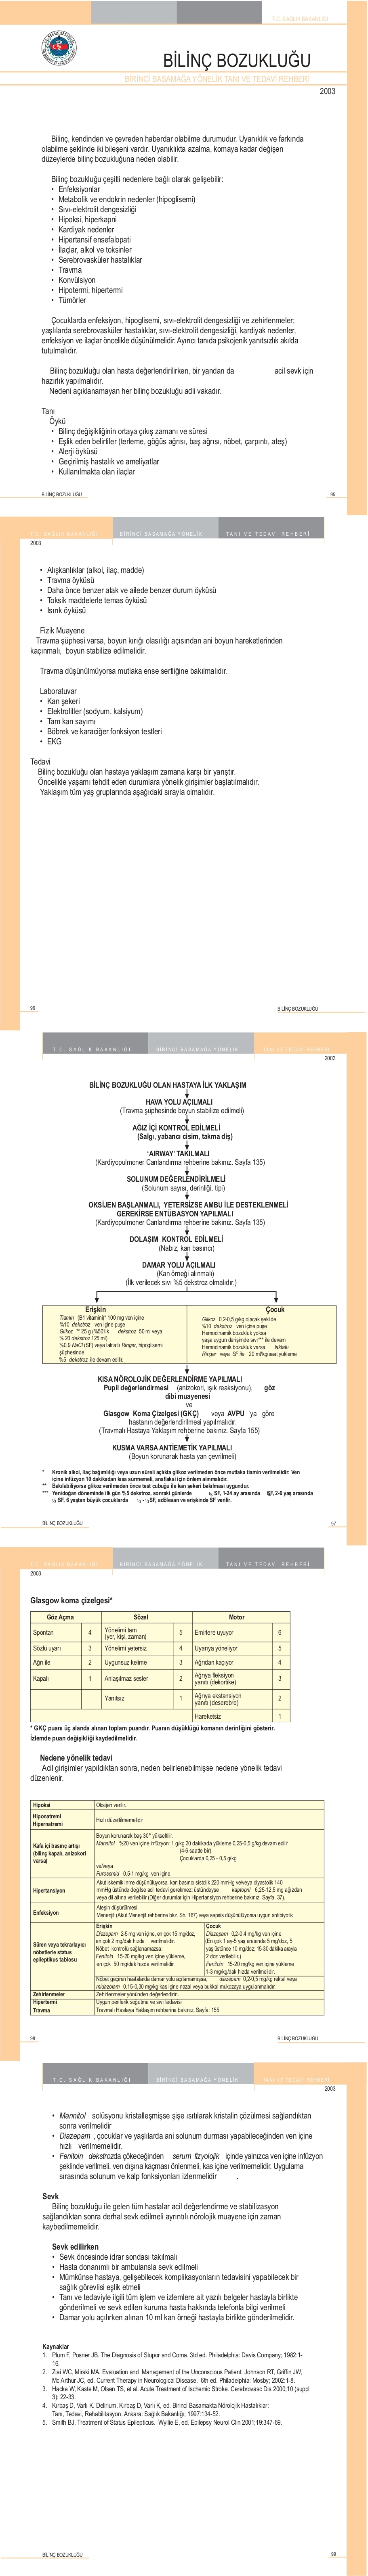 T.C. SAĞLIK BAKANLIĞI
BİLİNÇ BOZUKLUĞU
BİRİNCİ BASAMAĞA YÖNELİK TANI VE TEDAVİ REHBERİ
2003
Bilinç, kendinden ve çevreden haberdar olabilme durumudur. Uyanıklık ve farkında
olabilme şeklinde iki bileşeni vardır. Uyanıklıkta azalma, komaya kadar değişen
düzeylerde bilinç bozukluğuna neden olabilir.
Bilinç bozukluğu çeşitli nedenlere bağlı olarak gelişebilir:
• Enfeksiyonlar
• Metabolik ve endokrin nedenler (hipoglisemi)
• Sıvı-elektrolit dengesizliği
• Hipoksi, hiperkapni
• Kardiyak nedenler
• Hipertansif ensefalopati
• İlaçlar, alkol ve toksinler
• Serebrovasküler hastalıklar
• Travma
• Konvülsiyon
• Hipotermi, hipertermi
• Tümörler
Çocuklarda enfeksiyon, hipoglisemi, sıvı-elektrolit dengesizliği ve zehirlenmeler;
yaşlılarda serebrovasküler hastalıklar, sıvı-elektrolit dengesizliği, kardiyak nedenler,
enfeksiyon ve ilaçlar öncelikle düşünülmelidir. Ayırıcı tanıda psikojenik yanıtsızlık akılda
tutulmalıdır.
Bilinç bozukluğu olan hasta değerlendirilirken, bir yandan da acil sevk için
hazırlık yapılmalıdır.
Nedeni açıklanamayan her bilinç bozukluğu adli vakadır.
Tanı
Öykü
• Bilinç değişikliğinin ortaya çıkış zamanı ve süresi
• Eşlik eden belirtiler (terleme, göğüs ağrısı, baş ağrısı, nöbet, çarpıntı, ateş)
• Alerji öyküsü
• Geçirilmiş hastalık ve ameliyatlar
• Kullanılmakta olan ilaçlar
BİLİNÇ BOZUKLUĞU 95
T.C. SAĞLIK BAKANLIĞI BİRİNCİ BASAMAĞA YÖNELİK TANI VE TEDAVİ REHBERİ
2003
• Alışkanlıklar (alkol, ilaç, madde)
• Travma öyküsü
• Daha önce benzer atak ve ailede benzer durum öyküsü
• Toksik maddelerle temas öyküsü
• Isırık öyküsü
Fizik Muayene
Travma şüphesi varsa, boyun kırığı olasılığı açısından ani boyun hareketlerinden
kaçınmalı, boyun stabilize edilmelidir.
Travma düşünülmüyorsa mutlaka ense sertliğine bakılmalıdır.
Laboratuvar
• Kan şekeri
• Elektrolitler (sodyum, kalsiyum)
• Tam kan sayımı
• Böbrek ve karaciğer fonksiyon testleri
• EKG
Tedavi
Bilinç bozukluğu olan hastaya yaklaşım zamana karşı bir yarıştır.
Öncelikle yaşamı tehdit eden durumlara yönelik girişimler başlatılmalıdır.
Yaklaşım tüm yaş gruplarında aşağıdaki sırayla olmalıdır.
96 BİLİNÇ BOZUKLUĞU
T.C. SAĞLIK BAKANLIĞI BİRİNCİ BASAMAĞA YÖNELİK TANI VE TEDAVİ REHBERİ
2003
BİLİNÇ BOZUKLUĞU OLAN HASTAYA İLK YAKLAŞIM
HAVA YOLU AÇILMALI
(Travma şüphesinde boyun stabilize edilmeli)
AĞIZ İÇİ KONTROL EDİLMELİ
(Salgı, yabancı cisim, takma diş)
‘AIRWAY’ TAKILMALI
(Kardiyopulmoner Canlandırma rehberine bakınız. Sayfa 135)
SOLUNUM DEĞERLENDİRİLMELİ
(Solunum sayısı, derinliği, tipi)
OKSİJEN BAŞLANMALI, YETERSİZSE AMBU İLE DESTEKLENMELİ
GEREKİRSE ENTÜBASYON YAPILMALI
(Kardiyopulmoner Canlandırma rehberine bakınız. Sayfa 135)
DOLAŞIM KONTROL EDİLMELİ
(Nabız, kan basıncı)
DAMAR YOLU AÇILMALI
(Kan örneği alınmalı)
(İlk verilecek sıvı %5 dekstroz olmalıdır.)
Erişkin
Tiamin (B1 vitamini)* 100 mg ven içine
%10 dekstroz ven içine puşe
Glikoz ** 25 g (%50'lik dekstroz 50 ml veya
% 20 dekstroz 125 ml)
%0,9 NaCl (SF) veya laktatlı Ringer, hipoglisemi
şüphesinde
%5 dekstroz ile devam edilir.
Çocuk
Glikoz 0,2-0,5 g/kg olacak şekilde
%10 dekstroz ven içine puşe
Hemodinamik bozukluk yoksa
yaşa uygun derişimde sıvı*** ile devam
Hemodinamik bozukluk varsa laktatlı
Ringer veya SF ile 20 ml/kg/saat yükleme
KISA NÖROLOJİK DEĞERLENDİRME YAPILMALI
Pupil değerlendirmesi (anizokori, ışık reaksiyonu), göz
dibi muayenesi
ve
Glasgow Koma Çizelgesi (GKÇ) veya AVPU 'ya göre
hastanın değerlendirilmesi yapılmalıdır.
(Travmalı Hastaya Yaklaşım rehberine bakınız. Sayfa 155)
KUSMA VARSA ANTİEMETİK YAPILMALI
(Boyun korunarak hasta yan çevrilmeli)
* Kronik alkol, ilaç bağımlılığı veya uzun süreli açlıkta glikoz verilmeden önce mutlaka tiamin verilmelidir: Ven
içine infüzyon 10 dakikadan kısa sürmemeli, anafilaksi için önlem alınmalıdır.
** Bakılabiliyorsa glikoz verilmeden önce test çubuğu ile kan şekeri bakılması uygundur.
*** Yenidoğan döneminde ilk gün %5 dekstroz, sonraki günlerde SF, 1-24 ay arasında SF, 2-6 yaş arasında
SF, 6 yaştan büyük çocuklarda SF, adölesan ve erişkinde SF verilir.
BİLİNÇ BOZUKLUĞU 97
T.C. SAĞLIK BAKANLIĞI BİRİNCİ BASAMAĞA YÖNELİK TANI VE TEDAVİ REHBERİ
2003
Glasgow koma çizelgesi*
Göz Açma Sözel Motor
Spontan 4 Yönelimi tam (yer, kişi, zaman) 5 Emirlere uyuyor 6
Sözlü uyarı 3 Yönelimi yetersiz 4 Uyarıya yöneliyor 5
Ağrı ile 2 Uygunsuz kelime 3 Ağrıdan kaçıyor 4
Kapalı 1 Anlaşılmaz sesler 2 Ağrıya fleksiyon yanıtı (dekortike) 3
Yanıtsız 1 Ağrıya ekstansiyon yanıtı (deserebre) 2
Hareketsiz 1
* GKÇ puanı üç alanda alınan toplam puandır. Puanın düşüklüğü komanın derinliğini gösterir.
İzlemde puan değişikliği kaydedilmelidir.
Nedene yönelik tedavi
Acil girişimler yapıldıktan sonra, neden belirlenebilmişse nedene yönelik tedavi
düzenlenir.
Hipoksi Oksijen verilir.
Hiponatremi
Hipernatremi Hızlı düzeltilmemelidir
Kafa içi basınç artışı
(bilinç kapalı, anizokori
varsa)
Boyun korunarak baş 30° yükseltilir.
Mannitol %20 ven içine infüzyon: 1 g/kg 30 dakikada yükleme 0,25-0,5 g/kg devam edilir
(4-6 saatte bir)
Çocuklarda 0,25 - 0,5 g/kg
ve/veya
Furosemid 0,5-1 mg/kg ven içine
Hipertansiyon
Akut iskemik inme düşünülüyorsa, kan basıncı sistolik 220 mmHg ve/veya diyastolik 140
mmHg üstünde değilse acil tedavi gerekmez; üstündeyse kaptopril 6,25-12,5 mg ağızdan
veya dil altına verilebilir (Diğer durumlar için Hipertansiyon rehberine bakınız. Sayfa. 37).
Enfeksiyon
Ateşin düşürülmesi
Menenjit (Akut Menenjit rehberine bkz. Sh. 167) veya sepsis düşünülüyorsa uygun antibiyotik
Süren veya tekrarlayıcı
nöbetlerle status
epileptikus tablosu
Erişkin
Diazepam 2-5 mg ven içine, en çok 15 mg/doz,
en çok 2 mg/dak hızda verilmelidir.
Nöbet kontrolü sağlanamazsa:
Fenitoin 15-20 mg/kg ven içine yükleme,
en çok 50 mg/dak hızda verilmelidir.
Çocuk
Diazepam 0,2-0,4 mg/kg ven içine
(En çok 1 ay-5 yaş arasında 5 mg/doz, 5
yaş üstünde 10 mg/doz; 15-30 dakika arayla
2 doz verilebilir.)
Fenitoin 15-20 mg/kg ven içine yükleme
1-3 mg/kg/dak hızda verilmelidir.
Nöbet geçiren hastalarda damar yolu açılamamışsa, diazepam 0,2-0,5 mg/kg rektal veya
midazolam 0,15-0,30 mg/kg kas içine nazal veya bukkal mukozaya uygulanmalıdır.
Zehirlenmeler Zehirlenmeler yönünden değerlendirin.
Hipertermi Uygun periferik soğutma ve sıvı tedavisi
Travma Travmalı Hastaya Yaklaşım rehberine bakınız. Sayfa: 155
98 BİLİNÇ BOZUKLUĞU
T.C. SAĞLIK BAKANLIĞI BİRİNCİ BASAMAĞA YÖNELİK TANI VE TEDAVİ REHBERİ
2003
• Mannitol solüsyonu kristalleşmişse şişe ısıtılarak kristalin çözülmesi sağlandıktan
sonra verilmelidir
• Diazepam , çocuklar ve yaşlılarda ani solunum durması yapabileceğinden ven içine
hızlı verilmemelidir.
• Fenitoin dekstrozda çökeceğinden serum fizyolojik içinde yalnızca ven içine infüzyon
şeklinde verilmeli, ven dışına kaçması önlenmeli, kas içine verilmemelidir. Uygulama
sırasında solunum ve kalp fonksiyonları izlenmelidir .
Sevk
Bilinç bozukluğu ile gelen tüm hastalar acil değerlendirme ve stabilizasyon
sağlandıktan sonra derhal sevk edilmeli ayrıntılı nörolojik muayene için zaman
kaybedilmemelidir.
Sevk edilirken
• Sevk öncesinde idrar sondası takılmalı
• Hasta donanımlı bir ambulansla sevk edilmeli
• Mümkünse hastaya, gelişebilecek komplikasyonların tedavisini yapabilecek bir
sağlık görevlisi eşlik etmeli
• Tanı ve tedaviyle ilgili tüm işlem ve izlemlere ait yazılı belgeler hastayla birlikte
gönderilmeli ve sevk edilen kuruma hasta hakkında telefonla bilgi verilmeli
• Damar yolu açılırken alınan 10 ml kan örneği hastayla birlikte gönderilmelidir.
Kaynaklar
1. Plum F, Posner JB. The Diagnosis of Stupor and Coma. 3td ed. Philadelphia: Davis Company; 1982:1-
16.
2. Ziai WC, Mirski MA. Evaluation and Management of the Unconscious Patient. Johnson RT, Griffin JW,
Mc Arthur JC, ed. Current Therapy in Neurological Disease. 6th ed. Philadelphia: Mosby; 2002:1-8.
3. Hacke W, Kaste M, Olsen TS, et al. Acute Treatment of Ischemic Stroke. Cerebrovasc Dis 2000;10 (suppl
3): 22-33.
4. Kırbaş D, Varlı K. Delirium. Kırbaş D, Varlı K, ed. Birinci Basamakta Nörolojik Hastalıklar:
Tanı, Tedavi, Rehabilitasyon. Ankara: Sağlık Bakanlığı; 1997:134-52.
5. Smith BJ. Treatment of Status Epilepticus. Wyllie E, ed. Epilepsy Neurol Clin 2001;19:347-69.
BİLİNÇ BOZUKLUĞU 99